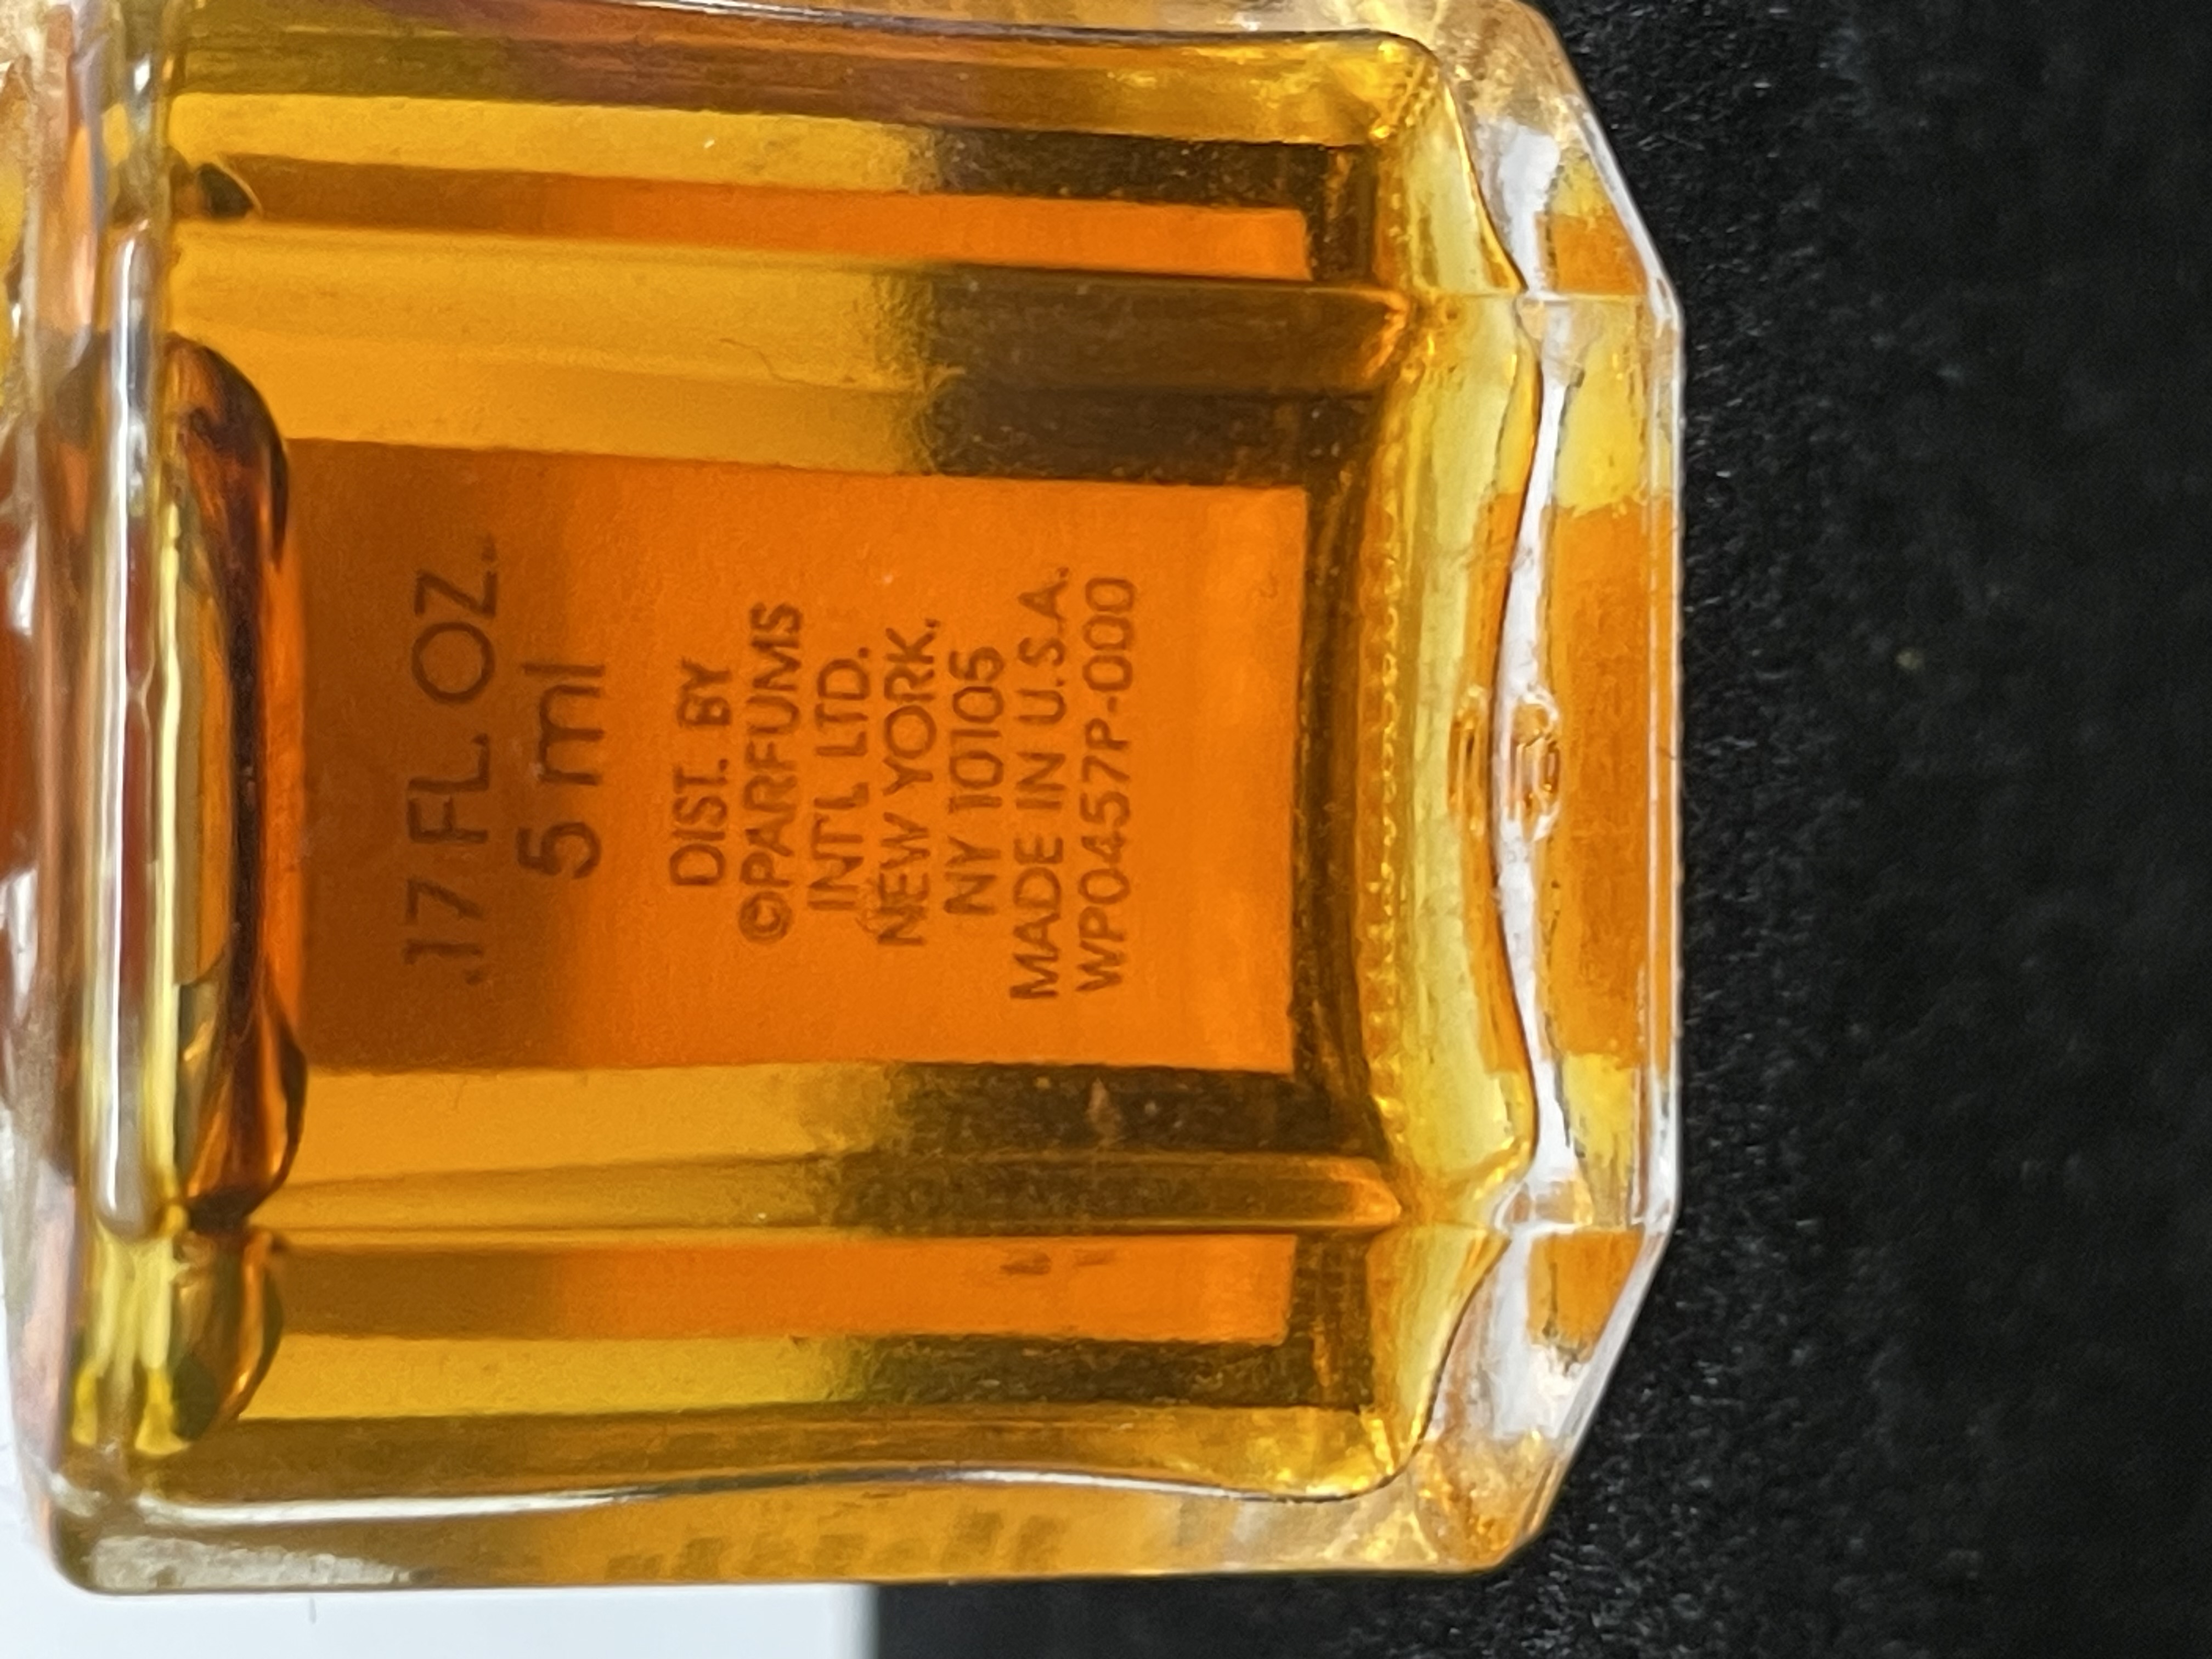 .17 FL. OZ.
5 ml
DIST. BY
©PARFUMS
INT'L LTD.
NEW YORK,
NY 10105
MADE IN U.S.A.
WP0457P-000